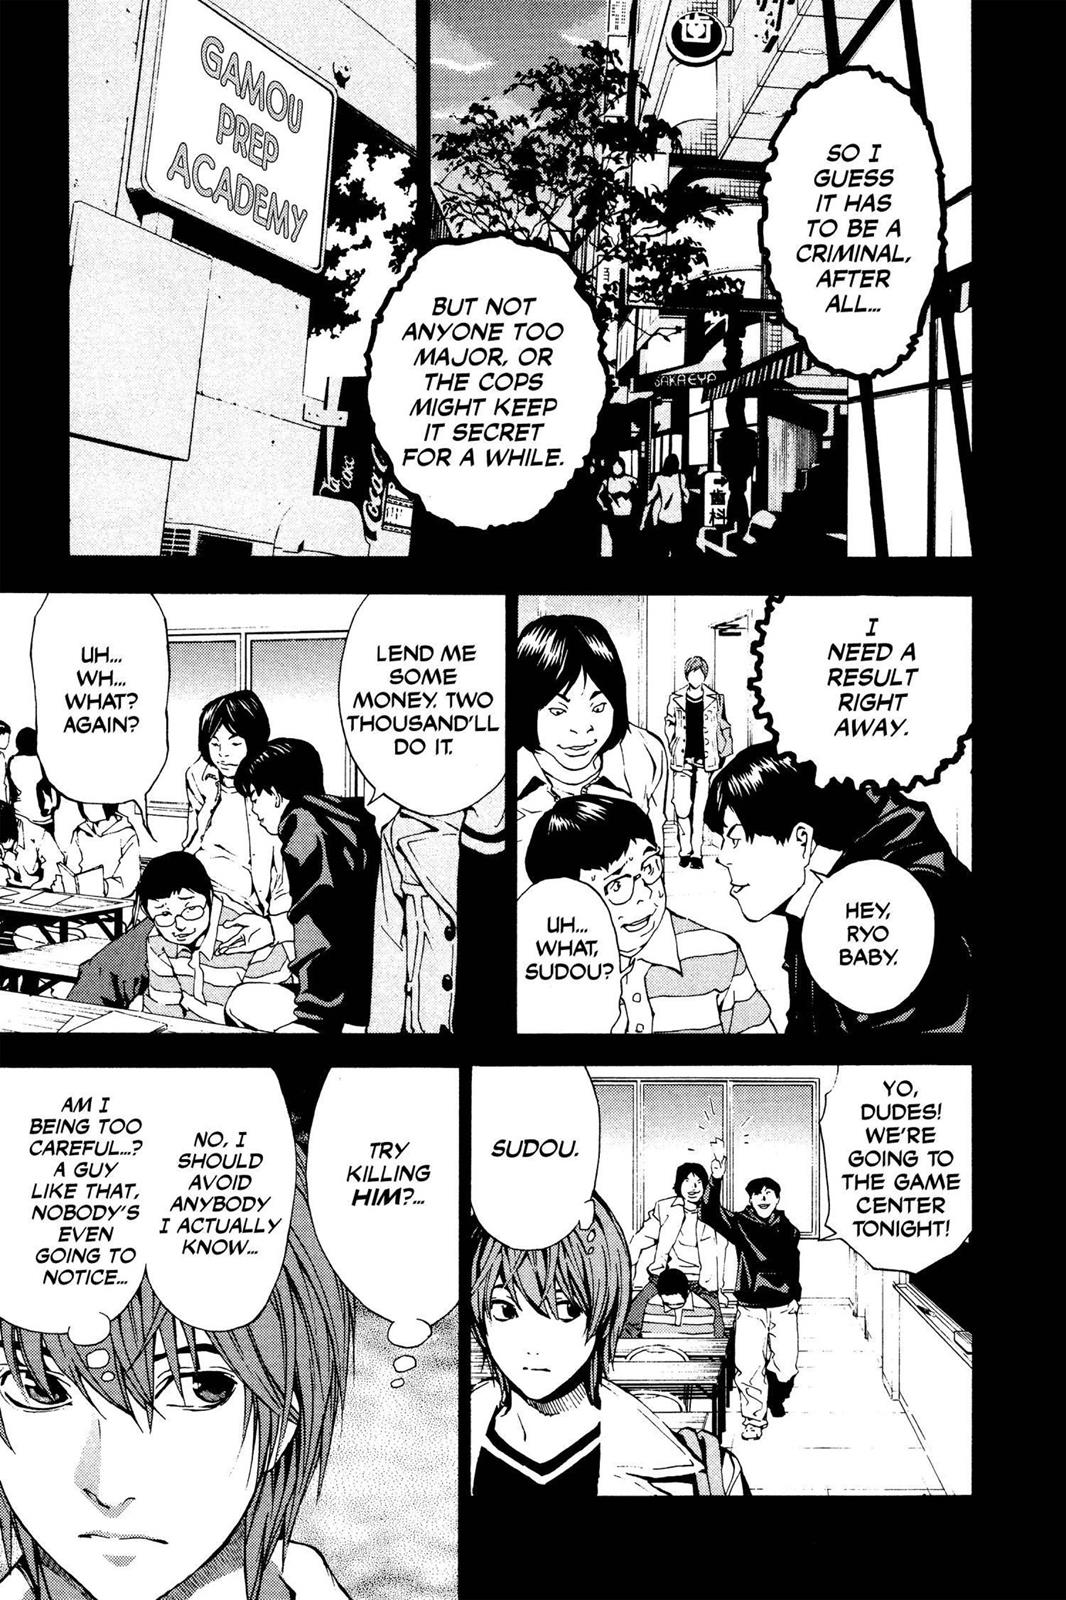 SO I
GUESS
IT HAS
TO BE A
CRIMINAL,
AFTER
ALL...
GAMOU
PREP
ACADEMY
BUT NOT
ANYONE TOO
MAJOR, OR
THE COPS
MIGHT KEEP
IT SECRET
FOR A WHILE.
SAKAEYA
歯科
Coca-Co
I
NEED A
RESULT
RIGHT
AWAY.
HEY,
RYO
BABY.
UH...
WHAT,
SUDOU?
LEND ME
SOME
MONEY. TWO
THOUSAND'LL
DO IT.
UH...
WH...
WHAT?
AGAIN?
YO,
DUDES!
WE'RE
GOING TO
THE GAME
CENTER
TONIGHT!
SUDOU.
TRY
KILLING
HIM?...
NO, I
SHOULD
AVOID
ANYBODY
I ACTUALLY
KNOW...
AM I
BEING TOO
CAREFUL...?
A GUY
LIKE THAT,
NOBODY'S
EVEN
GOING TO
NOTICE...